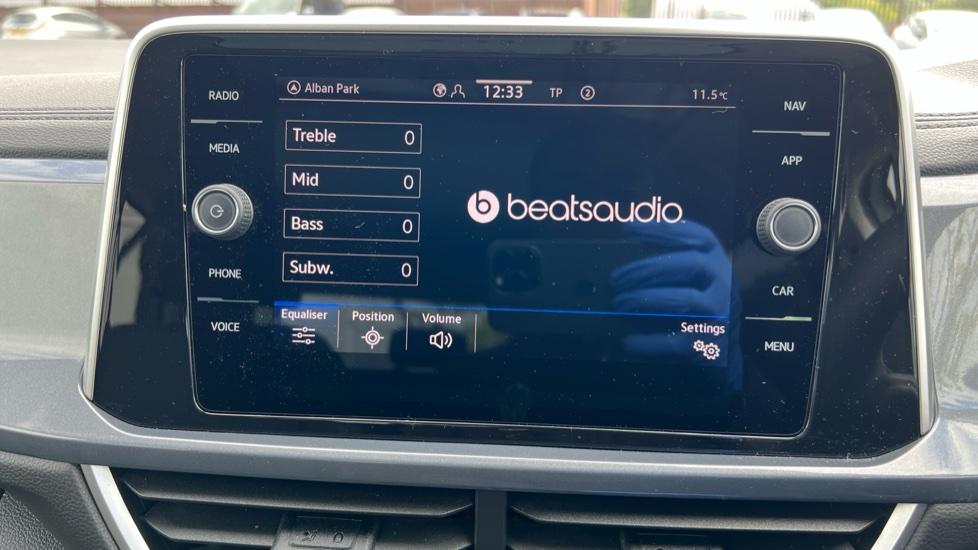 RADIO
MEDIA
PHONE
VOICE
Alban Park
12:33
TP
2
11.5°C
Treble 0
Mid 0
Bass 0
Subw. 0
b beatsaudio
Equaliser
Position
Volume
Settings
NAV
APP
CAR
MENU